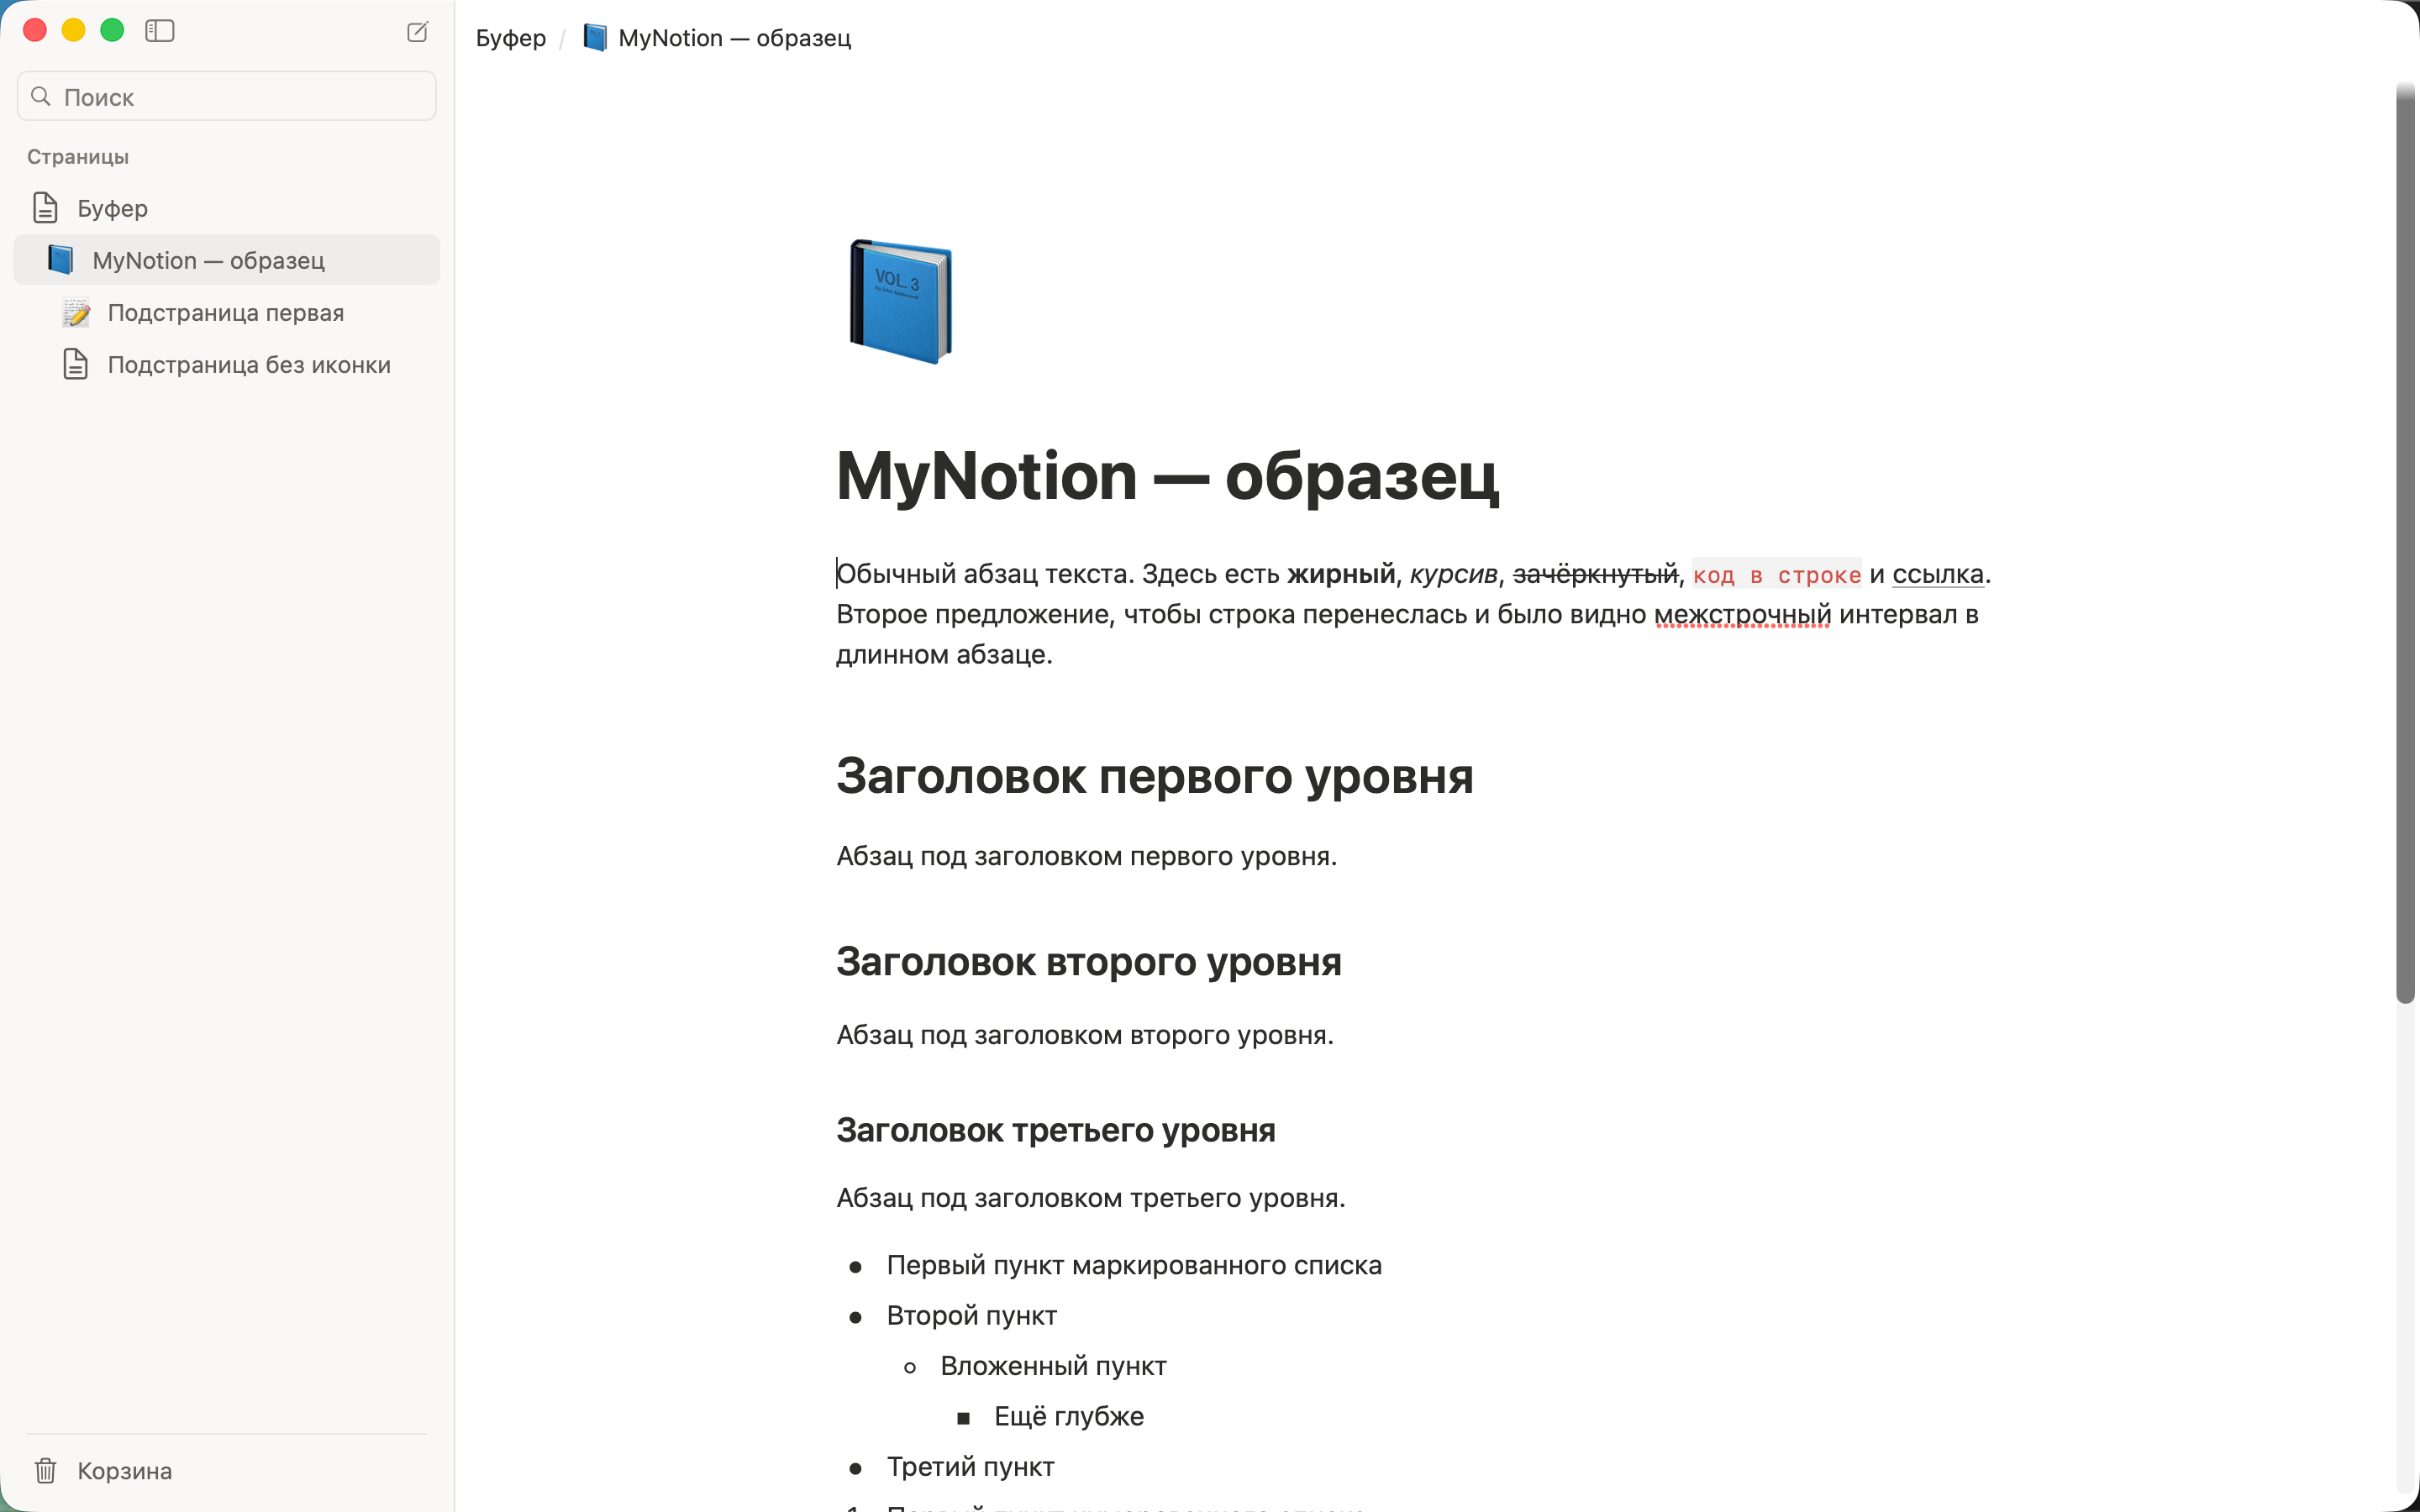 Буфер / MyNotion — образец
Поиск
Страницы
Буфер
MyNotion — образец
Подстраница первая
Подстраница без иконки
Корзина
VOL. 3
MyNotion — образец
Обычный абзац текста. Здесь есть жирный, курсив, зачёркнутый, код в строке и ссылка.
Второе предложение, чтобы строка перенеслась и было видно межстрочный интервал в
длинном абзаце.
Заголовок первого уровня
Абзац под заголовком первого уровня.
Заголовок второго уровня
Абзац под заголовком второго уровня.
Заголовок третьего уровня
Абзац под заголовком третьего уровня.
Первый пункт маркированного списка
Второй пункт
Вложенный пункт
Ещё глубже
Третий пункт